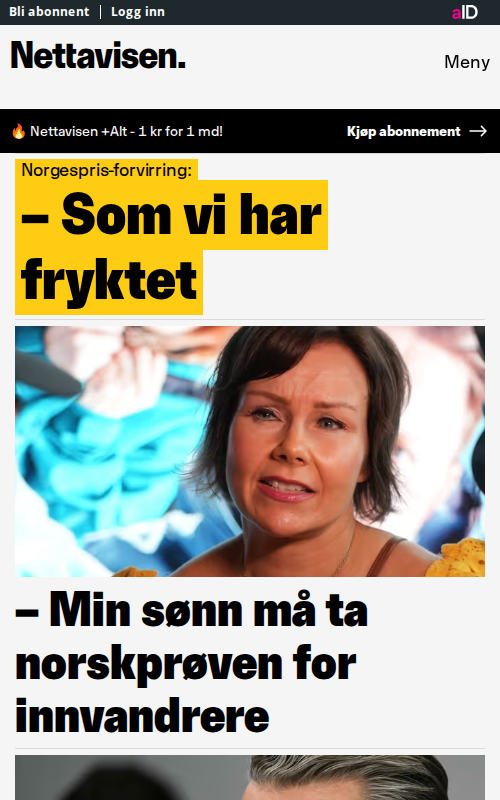 Bli abonnent | Logg inn
aID
Nettavisen.
Meny
🔥 Nettavisen +Alt - 1 kr for 1 md!
Kjøp abonnement →
Norgespris-forvirring:
– Som vi har
fryktet
– Min sønn må ta
norskprøven for
innvandrere